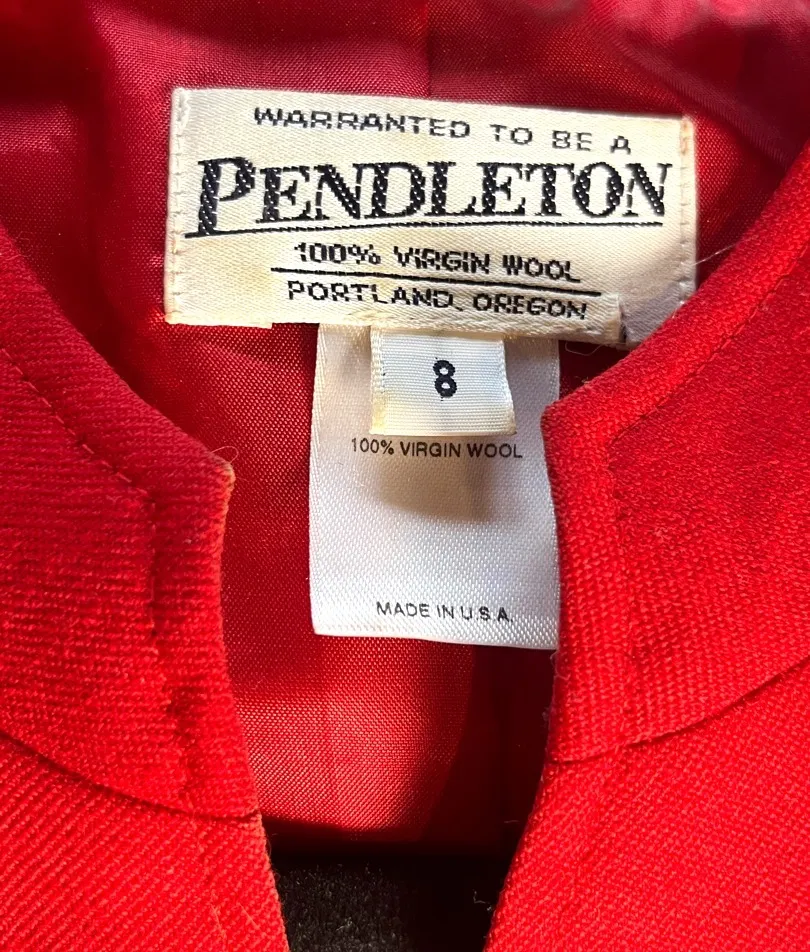 WARRANTED TO BE A
PENDLETON
100% VIRGIN WOOL
PORTLAND, OREGON
8
100% VIRGIN WOOL
MADE IN U.S.A.